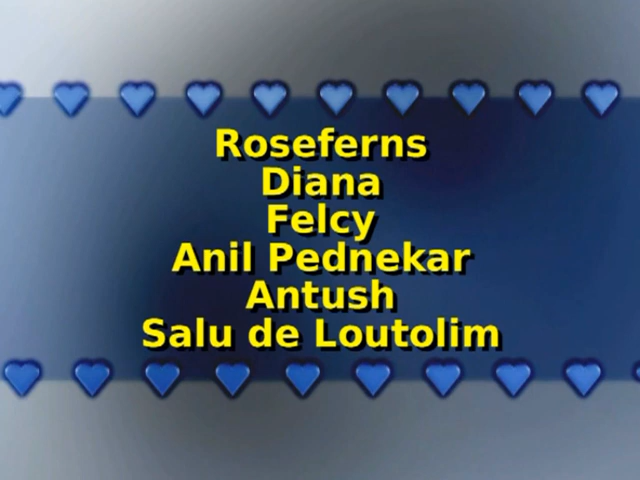 Roseferns
Diana
Felcy
Anil Pednekar
Antush
Salu de Loutolim